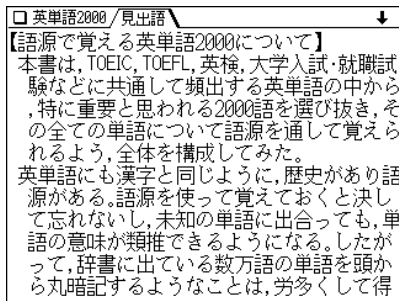 英単語2000 見出語
【語源で覚える英単語2000について】
本書は,TOEIC,TOEFL,英検,大学入試・就職試
験などに共通して頻出する英単語の中から
,特に重要と思われる2000語を選び抜き,そ
の全ての単語について語源を通して覚えら
れるよう,全体を構成してみた。
英単語にも漢字と同じように,歴史があり語
源がある。語源を使って覚えておくと決し
て忘れないし,未知の単語に出合っても,単
語の意味が類推できるようになる。したが
って,辞書に出ている数万語の単語を頭か
ら丸暗記するようなことは,労多くして得